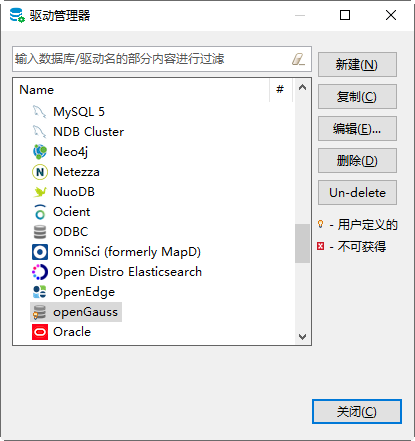 驱动管理器
输入数据库/驱动名的部分内容进行过滤
新建(N)
Name #
复制(C)
MySQL 5
NDB Cluster
编辑(E)...
Neo4j
删除(D)
Netezza
NuoDB
Un-delete
Ocient
- 用户定义的
ODBC
- 不可获得
OmniSci (formerly MapD)
Open Distro Elasticsearch
OpenEdge
openGauss
Oracle
关闭(C)